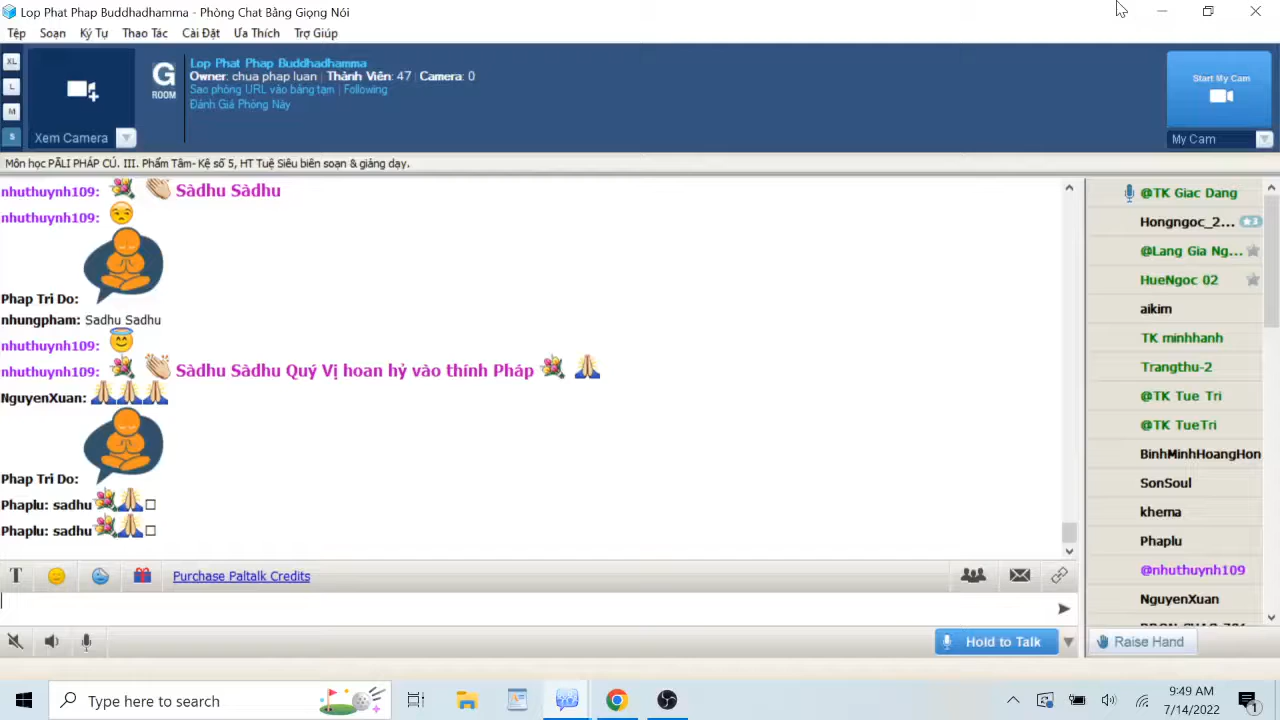 Lop Phat Phap Buddhadhamma - Phòng Chat Bằng Giọng Nói
Tệp Soạn Ký Tự Thao Tác Cài Đặt Ưa Thích Trợ Giúp
XL
L
M
S
Xem Camera
G
ROOM
Lop Phat Phap Buddhadhamma
Owner: chua phap luan | Thành Viên: 47 | Camera: 0
Sao phòng URL vào bảng tạm | Following
Đánh Giá Phòng Này
Start My Cam
My Cam
Môn học PĀLI PHÁP CÚ. III. Phẩm Tâm- Kệ số 5, HT Tuệ Siêu biên soạn & giảng dạy.
nhuthuynh109: Sàdhu Sàdhu
nhuthuynh109:
Phap Tri Do:
nhungpham: Sadhu Sadhu
nhuthuynh109:
nhuthuynh109: Sàdhu Sàdhu Quý Vị hoan hỷ vào thính Pháp
NguyenXuan:
Phap Tri Do:
Phaplu: sadhu
Phaplu: sadhu
@TK Giac Dang
Hongngoc_2... 3
@Lang Gia Ng...
HueNgoc 02
aikim
TK minhhanh
Trangthu-2
@TK Tue Tri
@TK TueTri
BinhMinhHoangHon
SonSoul
khema
Phaplu
@nhuthuynh109
NguyenXuan
T Purchase Paltalk Credits
Hold to Talk
Raise Hand
Type here to search
9:49 AM
7/14/2022
1